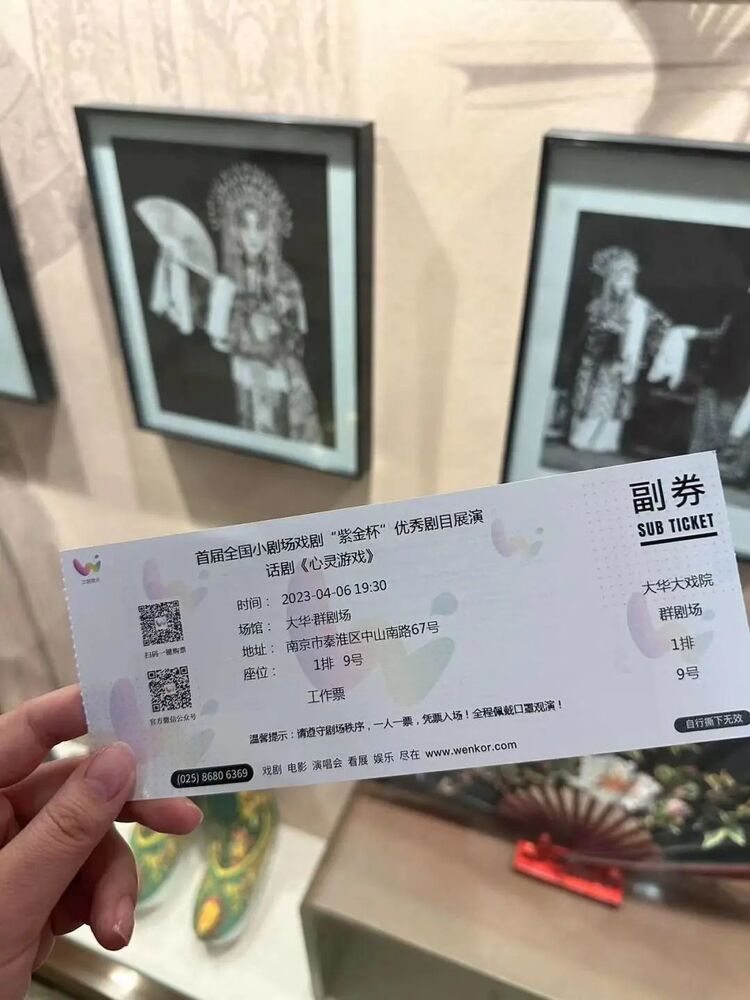 首届全国小剧场戏剧“紫金杯”优秀剧目展演
话剧《心灵游戏》
时间： 2023-04-06 19:30
场馆： 大华·群剧场
地址： 南京市秦淮区中山南路67号
座位： 1排 9号
工作票
扫码一键购票
官方微信公众号
温馨提示：请遵守剧场秩序，一人一票，凭票入场！全程佩戴口罩观演！
(025) 8680 6369 戏剧 电影 演唱会 看展 娱乐 尽在 www.wenkor.com
副券
SUB TICKET
大华大戏院
群剧场
1排
9号
自行撕下无效